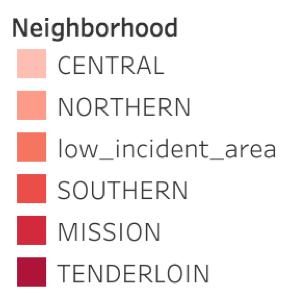 Neighborhood
CENTRAL
NORTHERN
low_incident_area
SOUTHERN
MISSION
TENDERLOIN